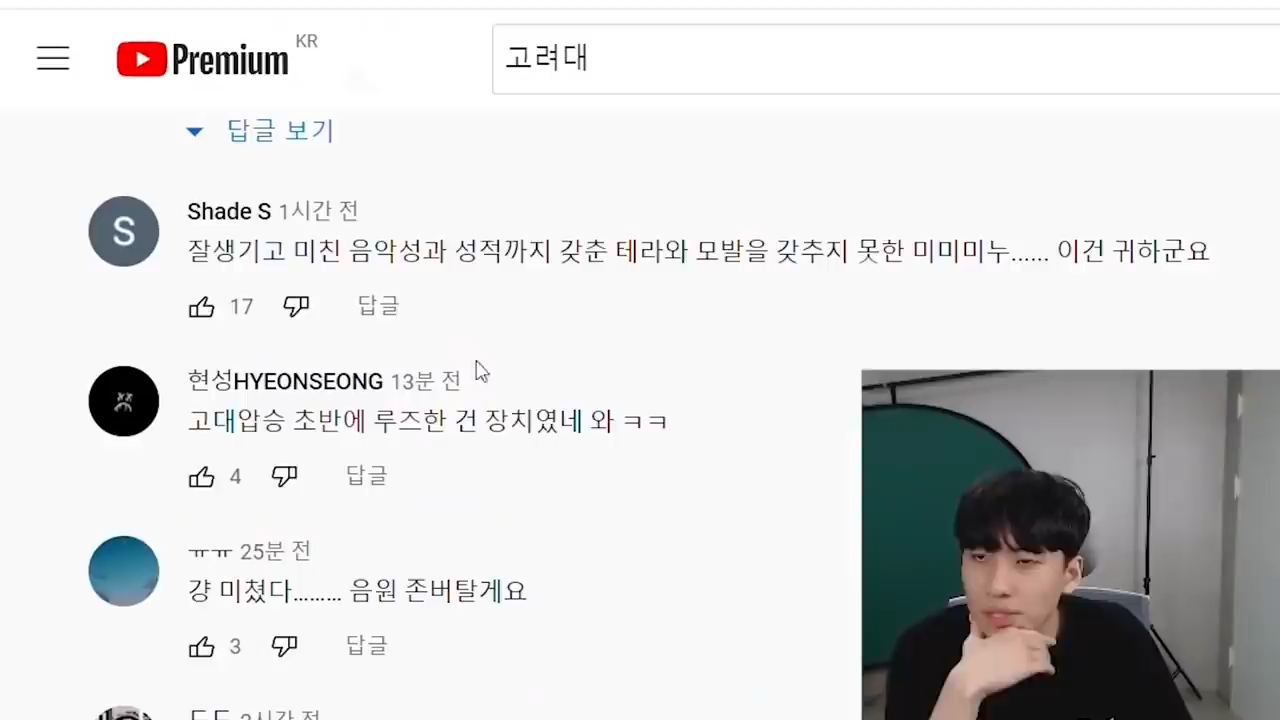 Premium KR
고려대
답글 보기
S
Shade S 1시간 전
잘생기고 미친 음악성과 성적까지 갖춘 테라와 모발을 갖추지 못한 미미미누...... 이건 귀하군요
17 답글
현성HYEONSEONG 13분 전
고대압승 초반에 루즈한 건 장치였네 와 ㅋㅋ
4 답글
ㅠㅠ 25분 전
걍 미쳤다......... 음원 존버탈게요
3 답글